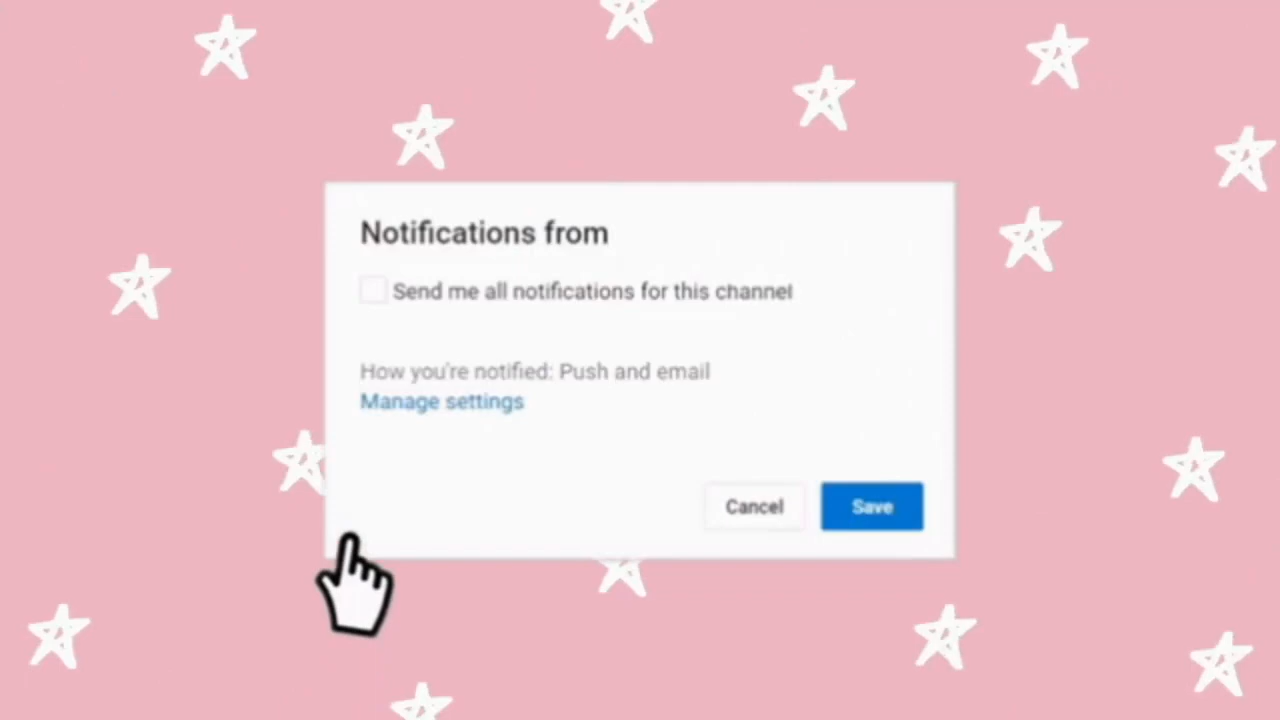 Notifications from
Send me all notifications for this channel
How you're notified: Push and email
Manage settings
Cancel
Save